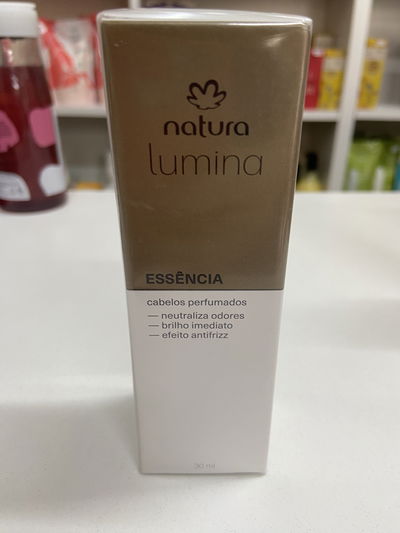 natura
lumina
ESSÊNCIA
cabelos perfumados
— neutraliza odores
— brilho imediato
— efeito antifrizz
30 ml